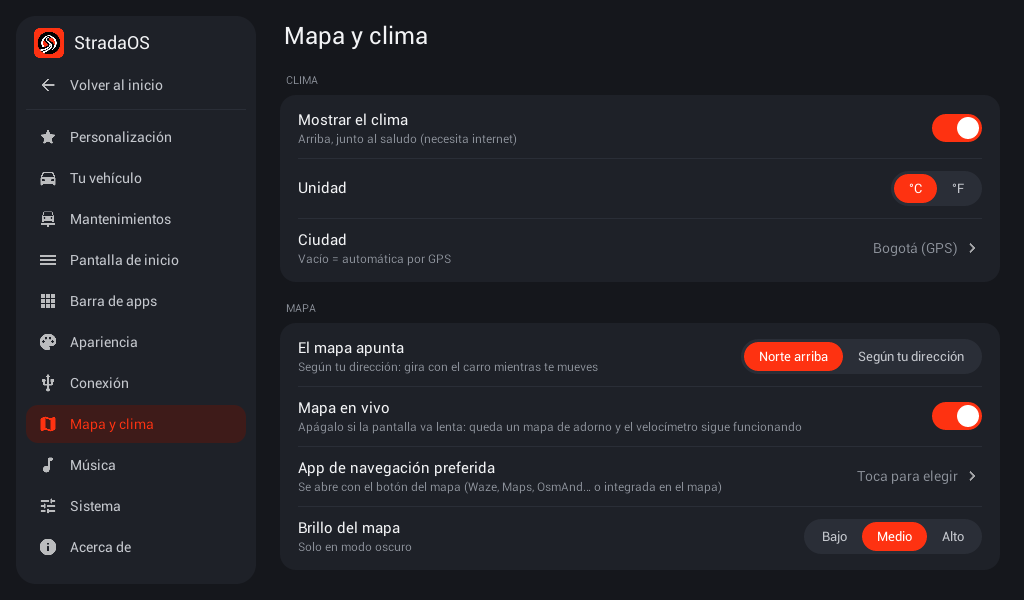 StradaOS
Volver al inicio
Personalización
Tu vehículo
Mantenimientos
Pantalla de inicio
Barra de apps
Apariencia
Conexión
Mapa y clima
Música
Sistema
Acerca de
Mapa y clima
CLIMA
Mostrar el clima
Arriba, junto al saludo (necesita internet)
Unidad
°C °F
Ciudad
Vacío = automática por GPS
Bogotá (GPS)
MAPA
El mapa apunta
Según tu dirección: gira con el carro mientras te mueves
Norte arriba Según tu dirección
Mapa en vivo
Apágalo si la pantalla va lenta: queda un mapa de adorno y el velocímetro sigue funcionando
App de navegación preferida
Se abre con el botón del mapa (Waze, Maps, OsmAnd... o integrada en el mapa)
Toca para elegir
Brillo del mapa
Solo en modo oscuro
Bajo Medio Alto